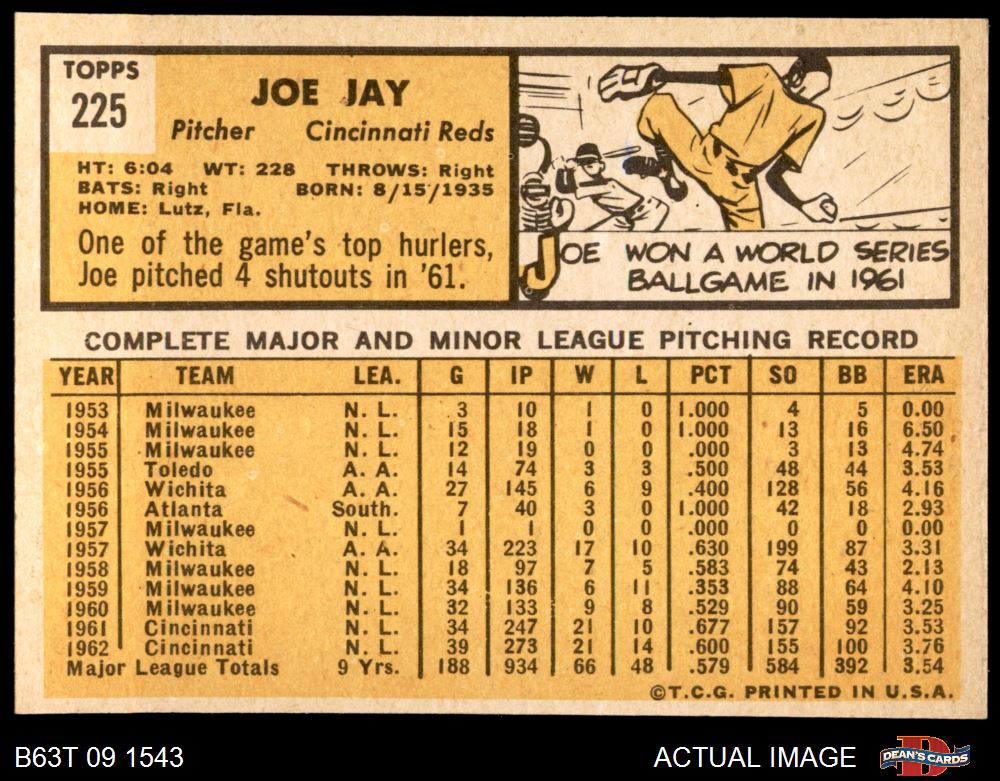 TOPPS
225
JOE JAY
Pitcher Cincinnati Reds
HT: 6:04 WT: 228 THROWS: Right
BATS: Right BORN: 8/15/1935
HOME: Lutz, Fla.
One of the game's top hurlers,
Joe pitched 4 shutouts in '61.
JOE WON A WORLD SERIES
BALLGAME IN 1961
COMPLETE MAJOR AND MINOR LEAGUE PITCHING RECORD
YEAR TEAM LEA. G IP W L PCT SO BB ERA
1953 Milwaukee N. L. 3 10 1 0 1.000 4 5 0.00
1954 Milwaukee N. L. 15 18 1 0 1.000 13 16 6.50
1955 Milwaukee N. L. 12 19 0 0 .000 3 13 4.74
1955 Toledo A. A. 14 74 3 3 .500 48 44 3.53
1956 Wichita A. A. 27 145 6 9 .400 128 56 4.16
1956 Atlanta South. 7 40 3 0 1.000 42 18 2.93
1957 Milwaukee N. L. 1 1 0 0 .000 0 0 0.00
1957 Wichita A. A. 34 223 17 10 .630 199 87 3.31
1958 Milwaukee N. L. 18 97 7 5 .583 74 43 2.13
1959 Milwaukee N. L. 34 136 6 11 .353 88 64 4.10
1960 Milwaukee N. L. 32 133 9 8 .529 90 59 3.25
1961 Cincinnati N. L. 34 247 21 10 .677 157 92 3.53
1962 Cincinnati N. L. 39 273 21 14 .600 155 100 3.76
Major League Totals 9 Yrs. 188 934 66 48 .579 584 392 3.54
©T.C.G. PRINTED IN U.S.A.
B63T 09 1543 ACTUAL IMAGE
DEAN'S CARDS